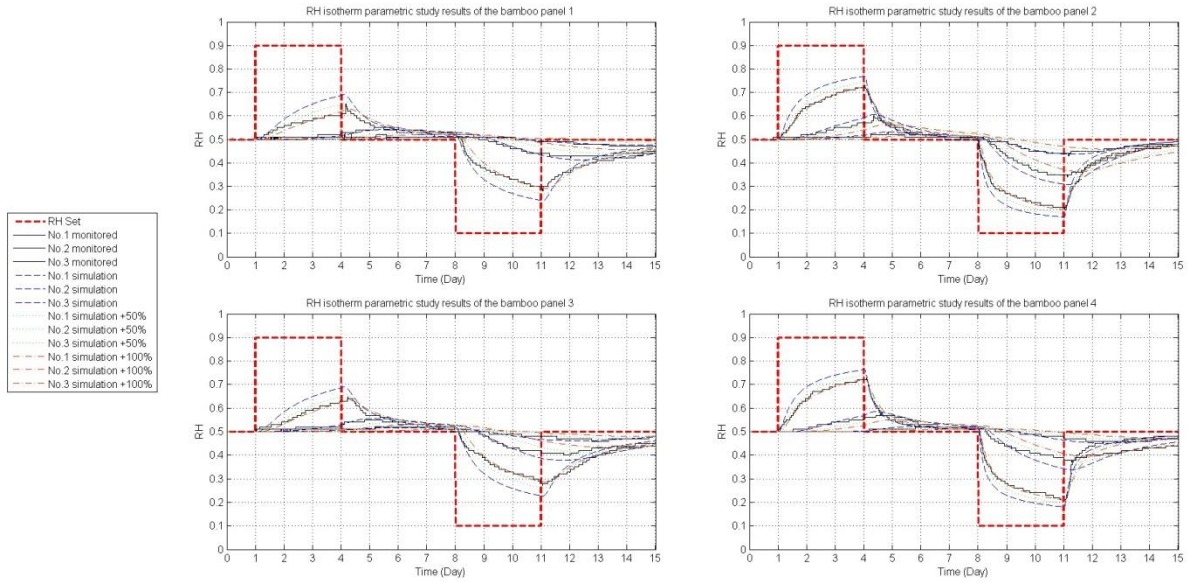 RH isotherm parametric study results of the bamboo panel 1
1
0.9
0.8
0.7
0.6
0.5
0.4
0.3
0.2
0.1
0
RH
0 1 2 3 4 5 6 7 8 9 10 11 12 13 14 15
Time (Day)
RH isotherm parametric study results of the bamboo panel 2
1
0.9
0.8
0.7
0.6
0.5
0.4
0.3
0.2
0.1
0
RH
0 1 2 3 4 5 6 7 8 9 10 11 12 13 14 15
Time (Day)
RH Set
No.1 monitored
No.2 monitored
No.3 monitored
No.1 simulation
No.2 simulation
No.3 simulation
No.1 simulation +50%
No.2 simulation +50%
No.3 simulation +50%
No.1 simulation +100%
No.2 simulation +100%
No.3 simulation +100%
RH isotherm parametric study results of the bamboo panel 3
1
0.9
0.8
0.7
0.6
0.5
0.4
0.3
0.2
0.1
0
RH
0 1 2 3 4 5 6 7 8 9 10 11 12 13 14 15
Time (Day)
RH isotherm parametric study results of the bamboo panel 4
1
0.9
0.8
0.7
0.6
0.5
0.4
0.3
0.2
0.1
0
RH
0 1 2 3 4 5 6 7 8 9 10 11 12 13 14 15
Time (Day)